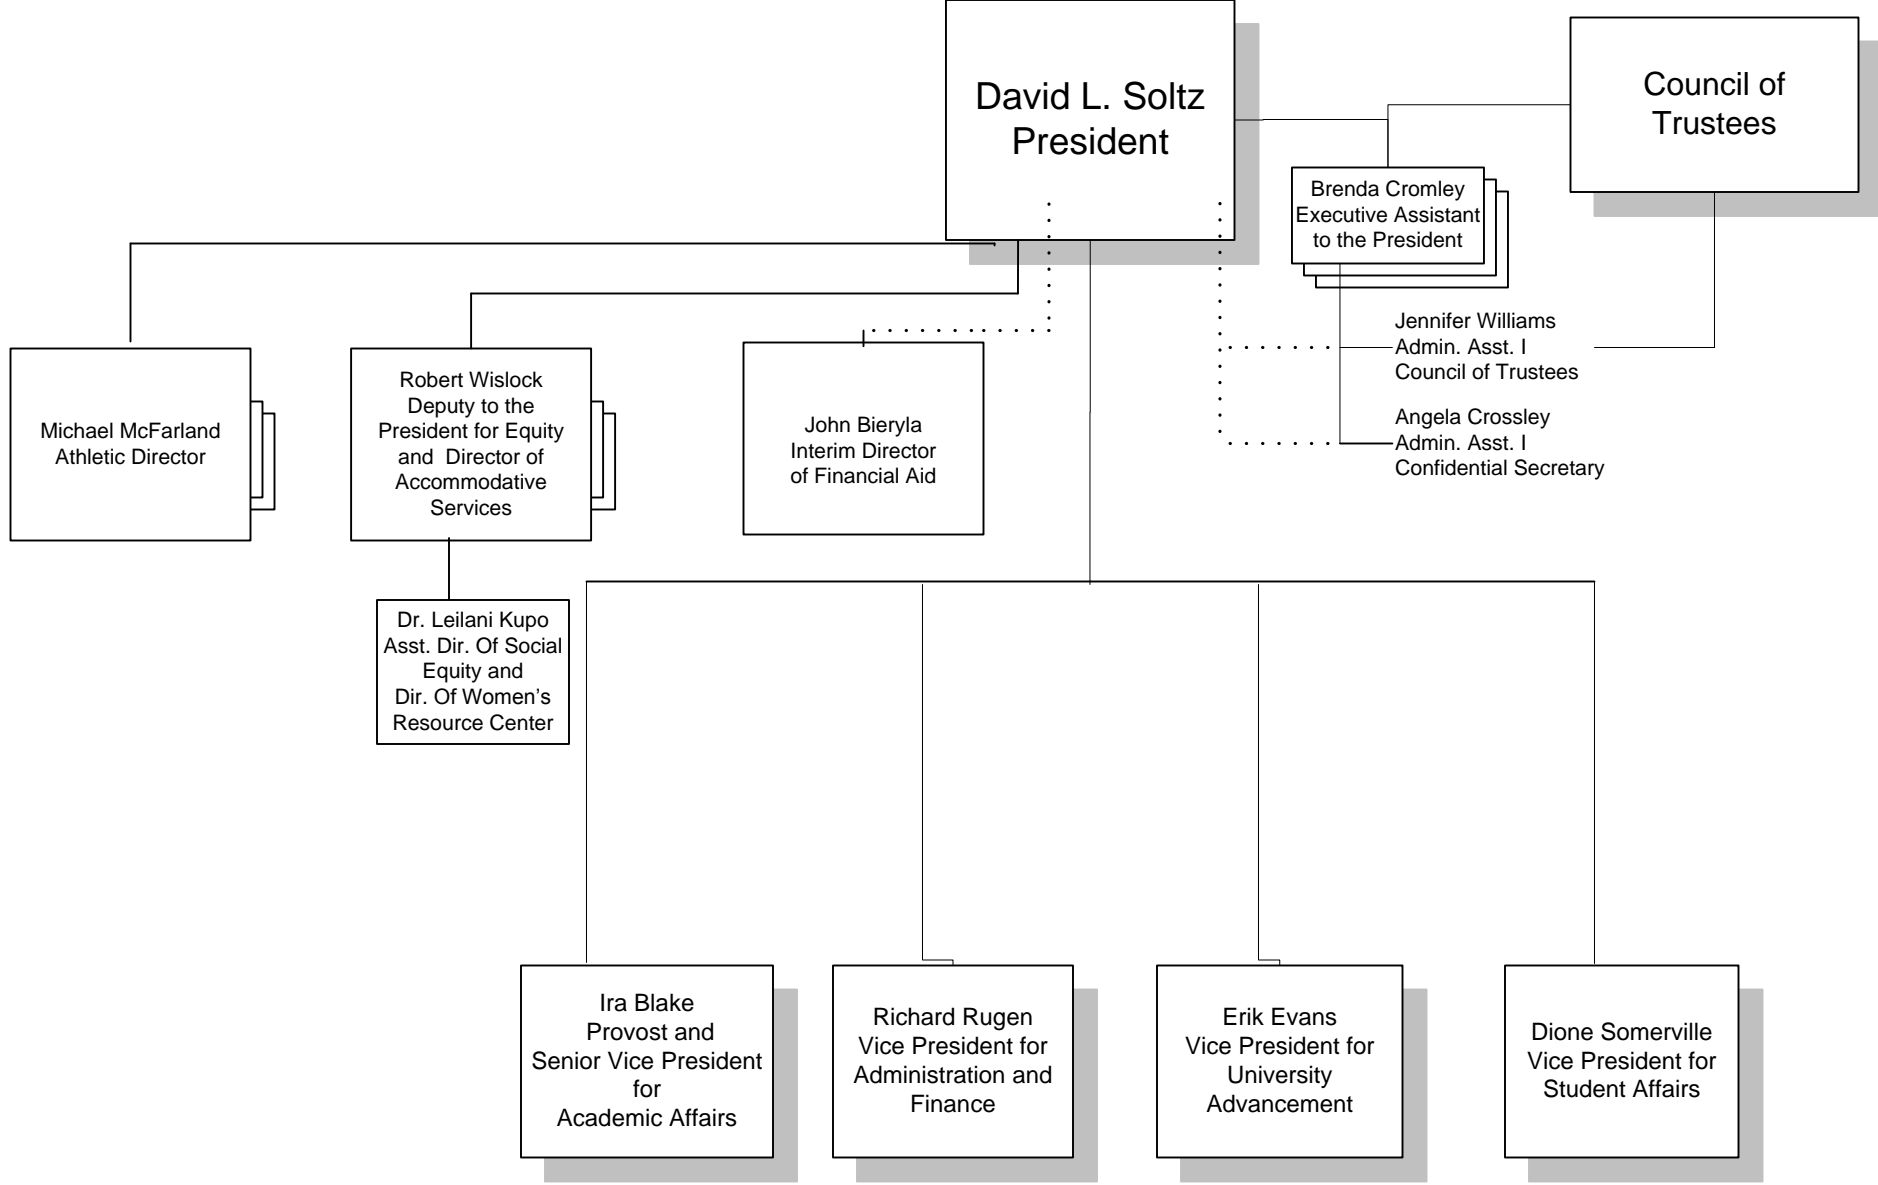 David L. Soltz
President
Council of
Trustees
Brenda Cromley
Executive Assistant
to the President
Jennifer Williams
Admin. Asst. I
Council of Trustees
Angela Crossley
Admin. Asst. I
Confidential Secretary
Michael McFarland
Athletic Director
Robert Wislock
Deputy to the
President for Equity
and  Director of
Accommodative
Services
John Bieryla
Interim Director
of Financial Aid
Dr. Leilani Kupo
Asst. Dir. Of Social
Equity and
Dir. Of Women’s
Resource Center
Ira Blake
Provost and
Senior Vice President
for
Academic Affairs
Richard Rugen
Vice President for
Administration and
Finance
Erik Evans
Vice President for
University
Advancement
Dione Somerville
Vice President for
Student Affairs